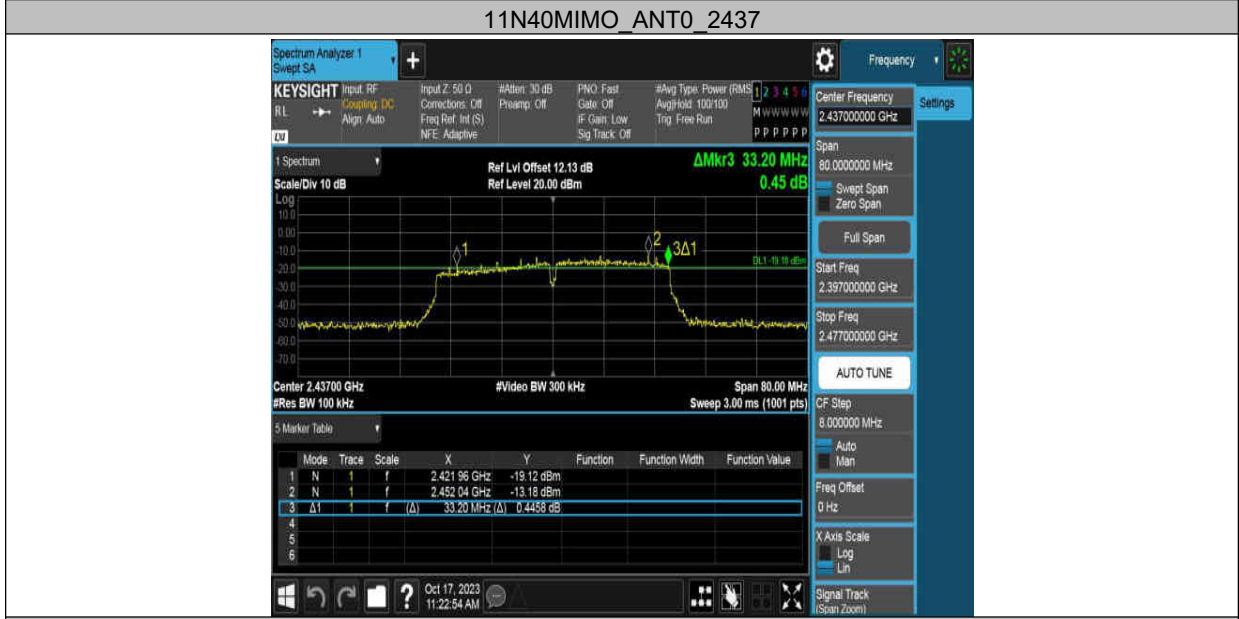 11N40MIMO_ANT0_2437
Spectrum Analyzer 1
Swept SA
+
Frequency
KEYSIGHT
RL
LXI
Input: RF
Coupling: DC
Align: Auto
Input Z: 50 Ω
Corrections: Off
Freq Ref: Int (S)
NFE: Adaptive
#Atten: 30 dB
Preamp: Off
PNO: Fast
Gate: Off
IF Gain: Low
Sig Track: Off
#Avg Type: Power (RMS
Avg|Hold: 100/100
Trig: Free Run
1 2 3 4 5 6
M W W W W W
P P P P P P
Center Frequency
2.437000000 GHz
Settings
Span
80.0000000 MHz
Swept Span
Zero Span
Full Span
Start Freq
2.397000000 GHz
Stop Freq
2.477000000 GHz
AUTO TUNE
CF Step
8.000000 MHz
Auto
Man
Freq Offset
0 Hz
X Axis Scale
Log
Lin
Signal Track
(Span Zoom)
1 Spectrum
Scale/Div 10 dB
Ref Lvl Offset 12.13 dB
Ref Level 20.00 dBm
ΔMkr3 33.20 MHz
0.45 dB
Log
10.0
0.00
-10.0
-20.0
-30.0
-40.0
-50.0
-60.0
-70.0
1
2
3Δ1
DL1 -19.18 dBm
Center 2.43700 GHz
#Res BW 100 kHz
#Video BW 300 kHz
Span 80.00 MHz
Sweep 3.00 ms (1001 pts)
5 Marker Table
Mode Trace Scale X Y Function Function Width Function Value
1 N 1 f 2.421 96 GHz -19.12 dBm
2 N 1 f 2.452 04 GHz -13.18 dBm
3 Δ1 1 f (Δ) 33.20 MHz (Δ) 0.4458 dB
4
5
6
?
Oct 17, 2023
11:22:54 AM